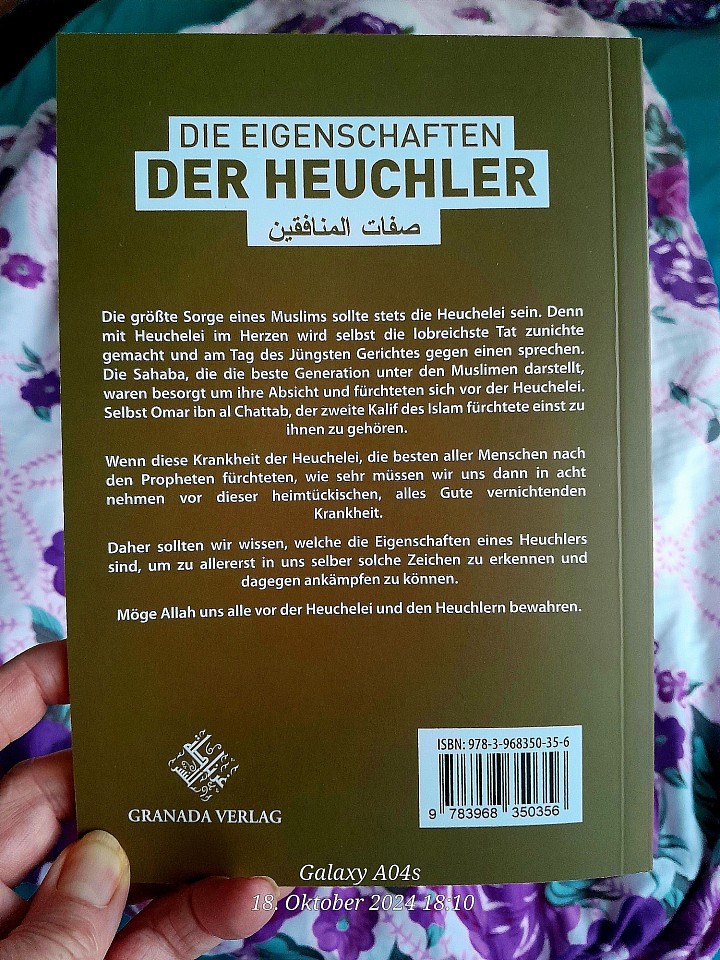 DIE EIGENSCHAFTEN
DER HEUCHLER
صفات المنافقين
Die größte Sorge eines Muslims sollte stets die Heuchelei sein. Denn
mit Heuchelei im Herzen wird selbst die lobreichste Tat zunichte
gemacht und am Tag des Jüngsten Gerichtes gegen einen sprechen.
Die Sahaba, die die beste Generation unter den Muslimen darstellt,
waren besorgt um ihre Absicht und fürchteten sich vor der Heuchelei.
Selbst Omar ibn al Chattab, der zweite Kalif des Islam fürchtete einst zu
ihnen zu gehören.
Wenn diese Krankheit der Heuchelei, die besten aller Menschen nach
den Propheten fürchteten, wie sehr müssen wir uns dann in acht
nehmen vor dieser heimtückischen, alles Gute vernichtenden
Krankheit.
Daher sollten wir wissen, welche die Eigenschaften eines Heuchlers
sind, um zu allererst in uns selber solche Zeichen zu erkennen und
dagegen ankämpfen zu können.
Möge Allah uns alle vor der Heuchelei und den Heuchlern bewahren.
ISBN: 978-3-968350-35-6
9 783968 350356
GRANADA VERLAG
Galaxy A04s
18. Oktober 2024 18:10